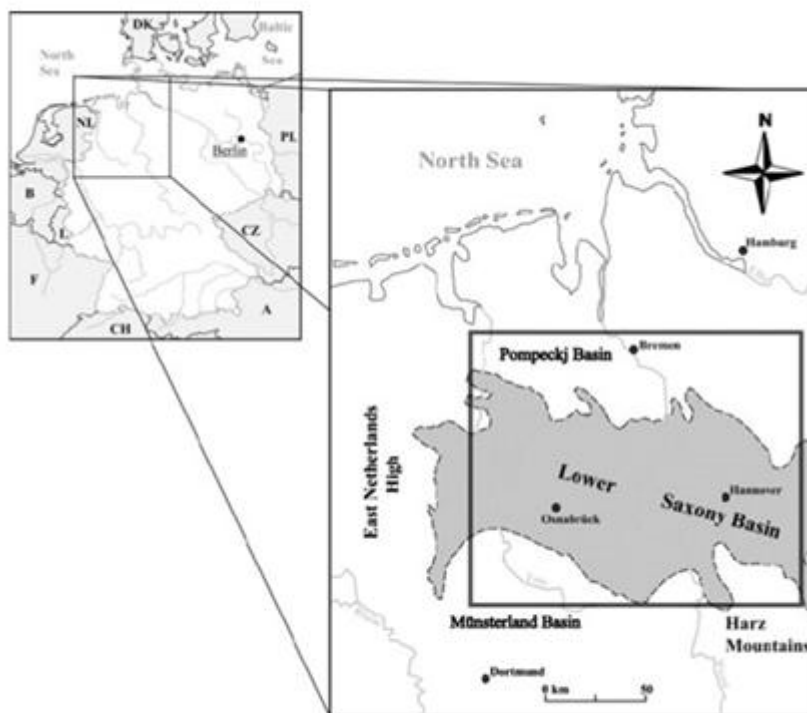 DK
Baltic
Sea
North
Sea
NL
Berlin
PL
B
L
CZ
F
A
CH
North Sea
N
Hamburg
Bremen
Pompeckj Basin
East Netherlands
High
Lower
Saxony Basin
Hannover
Osnabrück
Münsterland Basin
Harz
Mountains
Dortmund
0 km
50